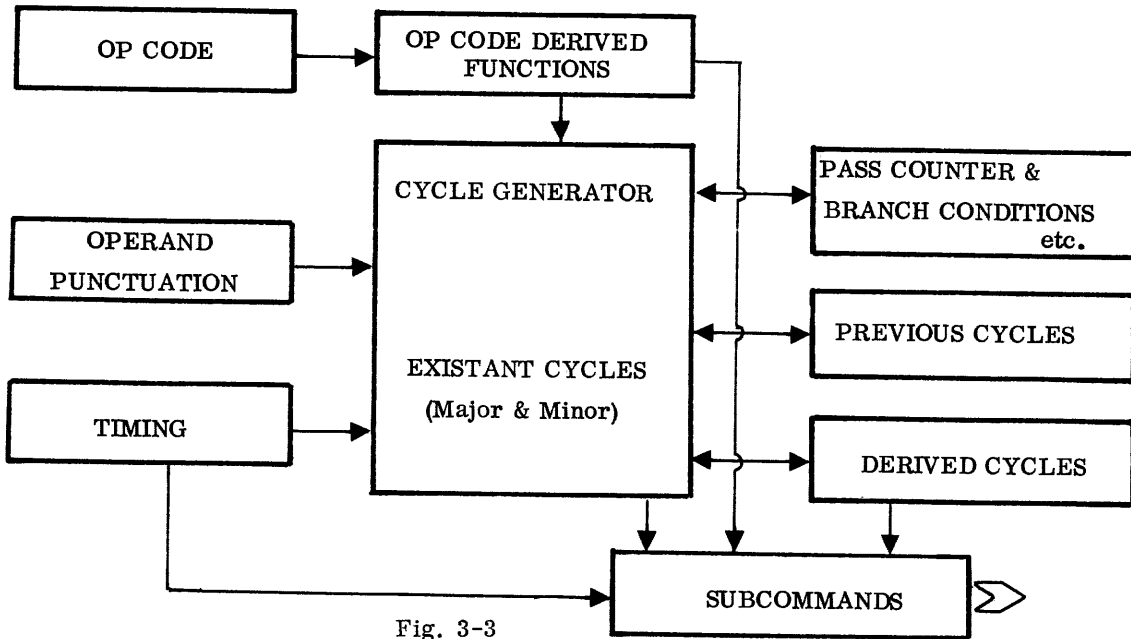 OP CODE
OP CODE DERIVED
FUNCTIONS
CYCLE GENERATOR
PASS COUNTER &
BRANCH CONDITIONS
etc.
OPERAND
PUNCTUATION
PREVIOUS CYCLES
EXISTANT CYCLES
(Major & Minor)
TIMING
DERIVED CYCLES
SUBCOMMANDS
Fig. 3-3